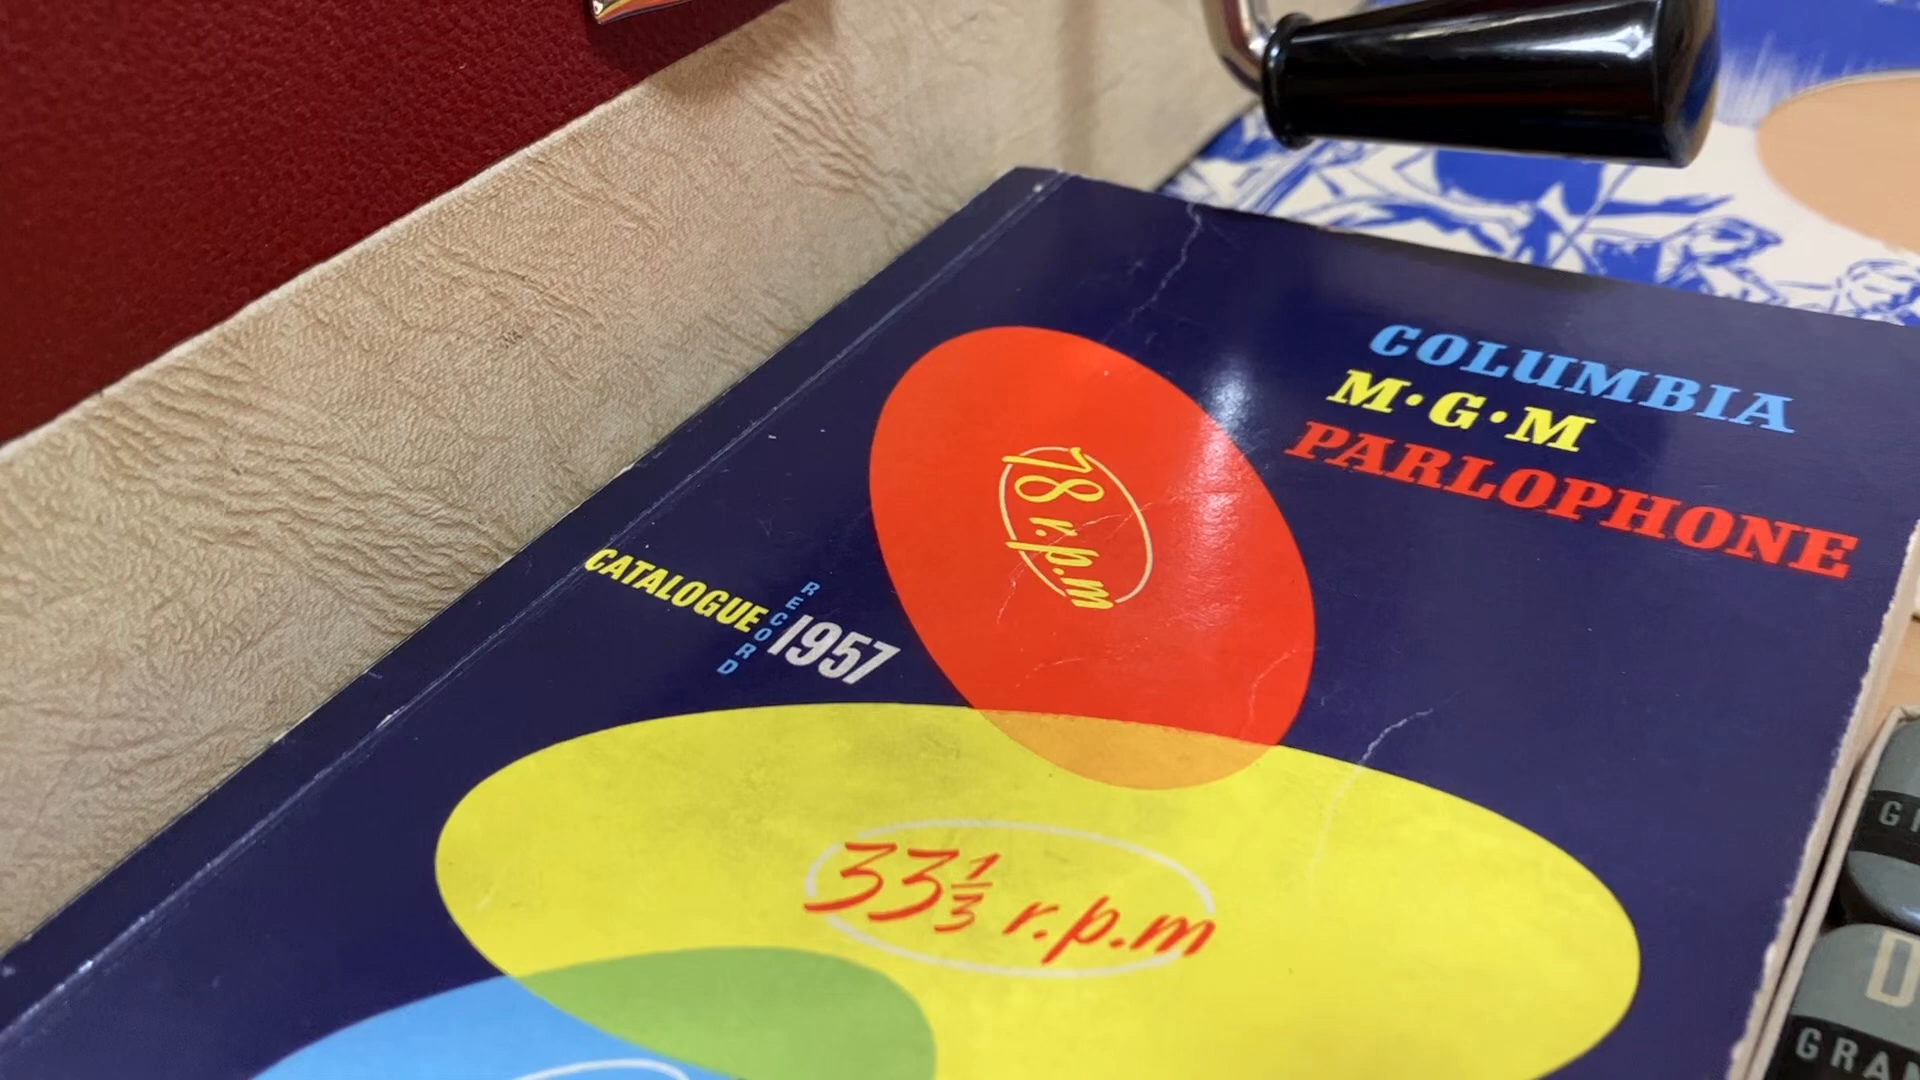 COLUMBIA
M·G·M
PARLOPHONE
78 r.p.m
CATALOGUE
RECORD
1957
33⅓ r.p.m